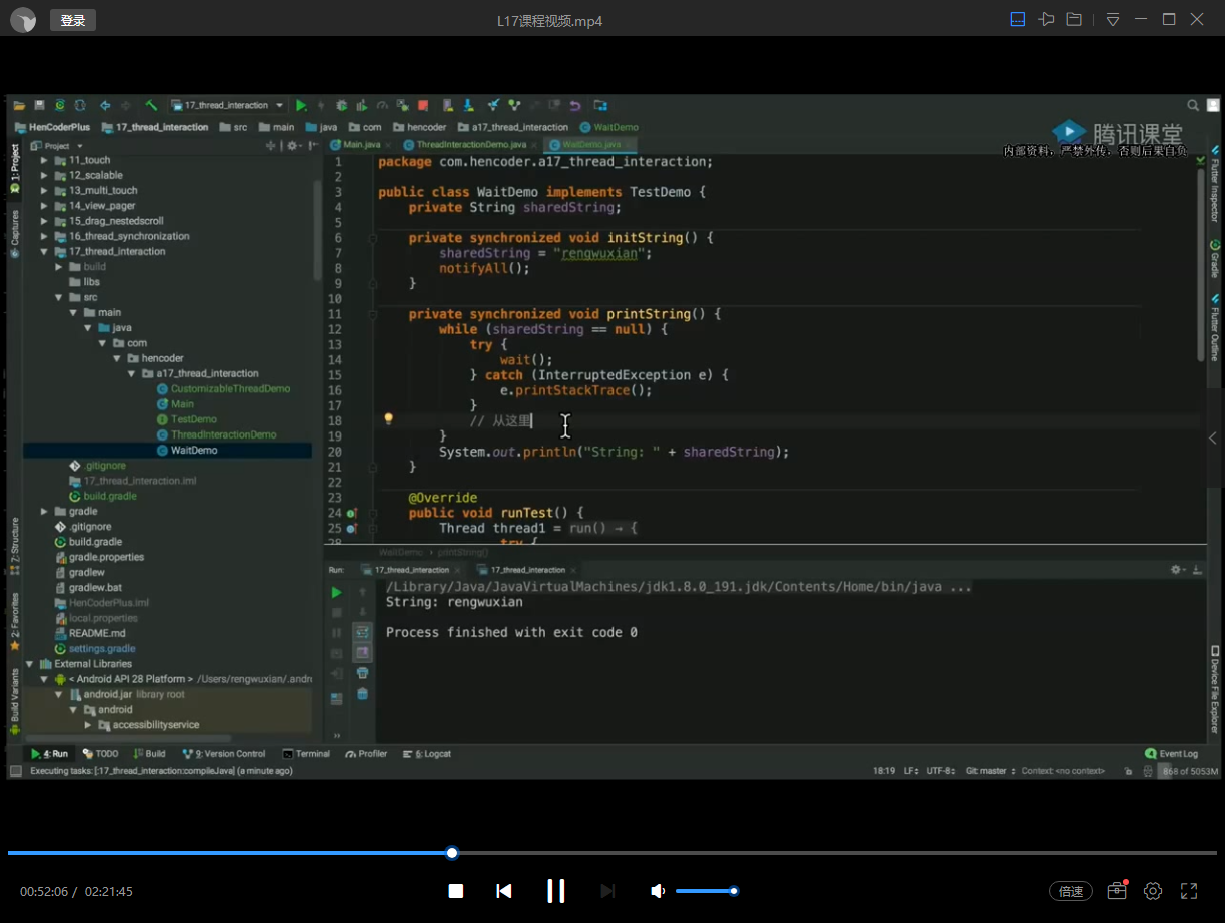 登录
L17课程视频.mp4
17_thread_interaction
HenCoderPlus 17_thread_interaction src main java com hencoder a17_thread_interaction WaitDemo
腾讯课堂
内部资料，严禁外传，否则后果自负
Project
Main.java ThreadInteractionDemo.java WaitDemo.java
1: Project
Captures
7: Structure
2: Favorites
Build Variants
11_touch
12_scalable
13_multi_touch
14_view_pager
15_drag_nestedscroll
16_thread_synchronization
17_thread_interaction
build
libs
src
main
java
com
hencoder
a17_thread_interaction
CustomizableThreadDemo
Main
TestDemo
ThreadInteractionDemo
WaitDemo
.gitignore
17_thread_interaction.iml
build.gradle
gradle
.gitignore
build.gradle
gradle.properties
gradlew
gradlew.bat
HenCoderPlus.iml
local.properties
README.md
settings.gradle
External Libraries
< Android API 28 Platform > /Users/rengwuxian/.andn
android.jar library root
android
accessibilityservice
1 package com.hencoder.a17_thread_interaction;
2
3 public class WaitDemo implements TestDemo {
4 private String sharedString;
5
6 private synchronized void initString() {
7 sharedString = "rengwuxian";
8 notifyAll();
9 }
10
11 private synchronized void printString() {
12 while (sharedString == null) {
13 try {
14 wait();
15 } catch (InterruptedException e) {
16 e.printStackTrace();
17 }
18 // 从这里
19 }
20 System.out.println("String: " + sharedString);
21 }
22
23 @Override
24 public void runTest() {
25 Thread thread1 = run() → {
26 try {
WaitDemo › printString()
Flutter Inspector
Gradle
Flutter Outline
Device File Explorer
Run: 17_thread_interaction 17_thread_interaction
/Library/Java/JavaVirtualMachines/jdk1.8.0_191.jdk/Contents/Home/bin/java ...
String: rengwuxian
Process finished with exit code 0
4: Run TODO Build 9: Version Control Terminal Profiler 6: Logcat
4 Event Log
Executing tasks: [:17_thread_interaction:compileJava] (a minute ago)
18:19 LF UTF-8 Git: master Context: <no context> 868 of 5053M
00:52:06 / 02:21:45
倍速